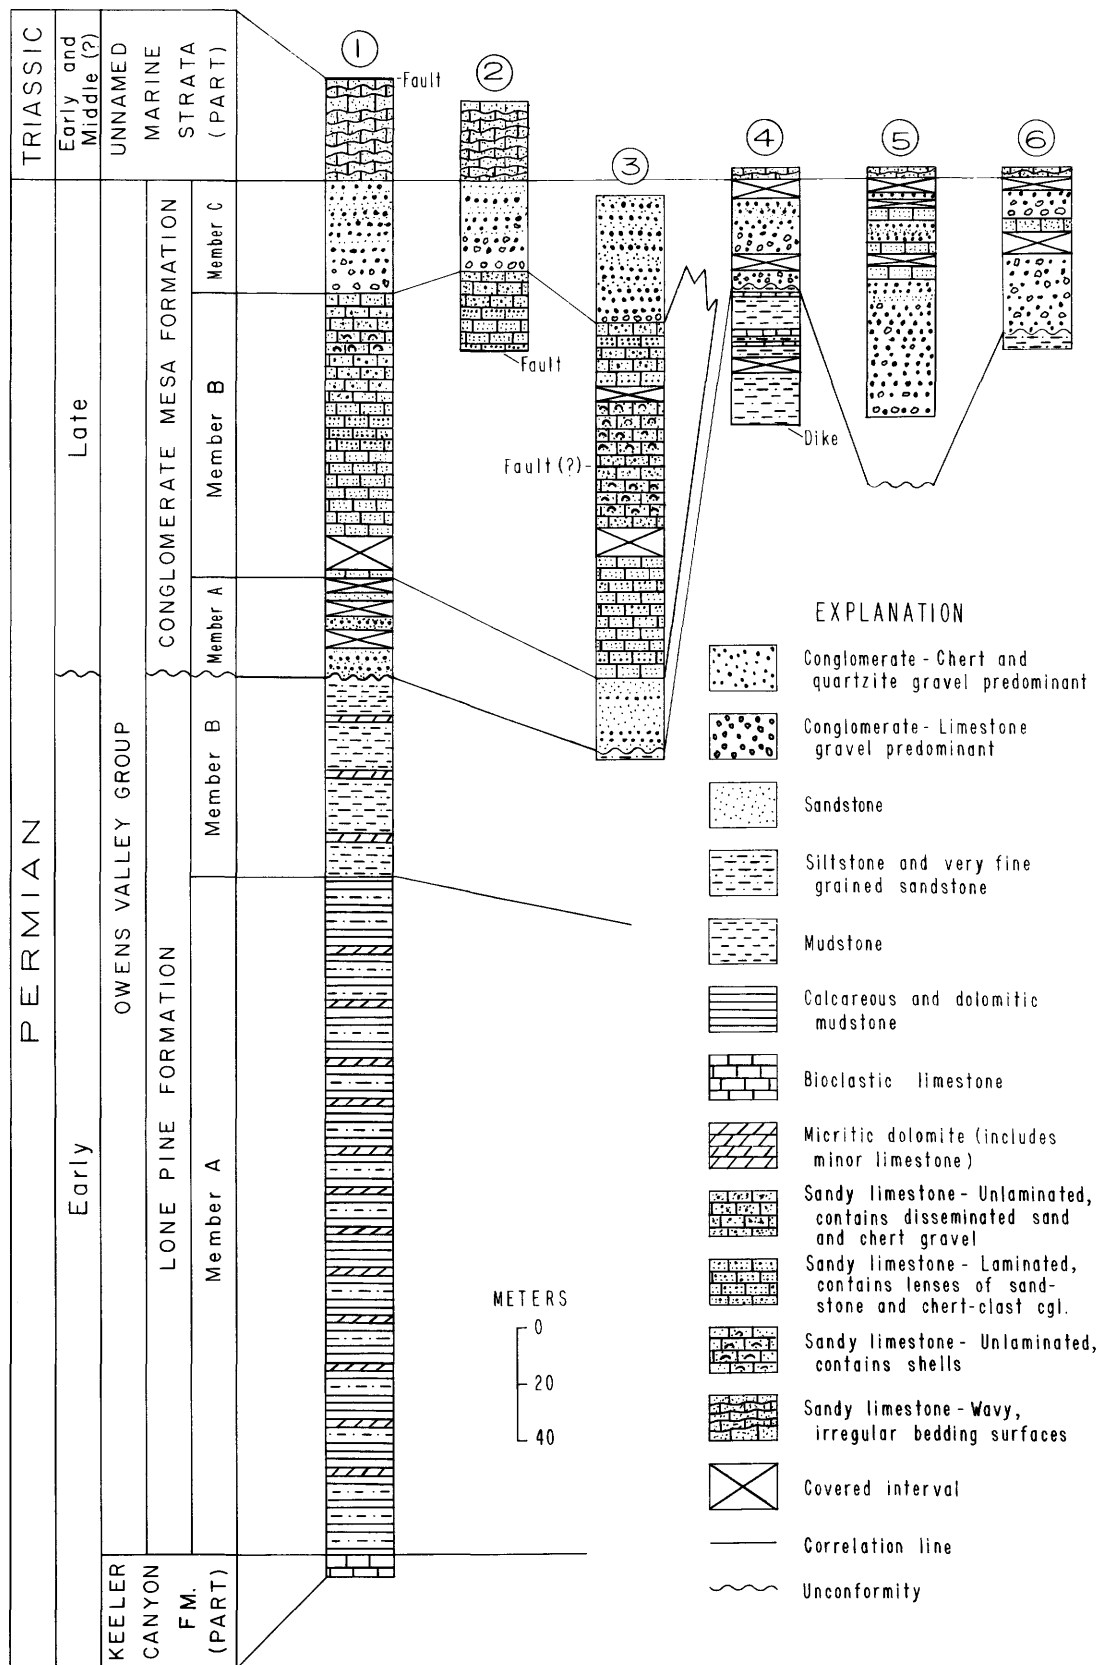 TRIASSIC
Early and
Middle (?)
UNNAMED
MARINE
STRATA
(PART)
PERMIAN
Late
Early
OWENS VALLEY GROUP
CONGLOMERATE MESA FORMATION
Member C
Member B
Member A
LONE PINE FORMATION
Member B
Member A
KEELER
CANYON
FM.
(PART)
1
Fault
2
Fault
3
Fault (?)
4
Dike
5
6
METERS
0
20
40
EXPLANATION
Conglomerate - Chert and
quartzite gravel predominant
Conglomerate - Limestone
gravel predominant
Sandstone
Siltstone and very fine
grained sandstone
Mudstone
Calcareous and dolomitic
mudstone
Bioclastic limestone
Micritic dolomite (includes
minor limestone)
Sandy limestone - Unlaminated,
contains disseminated sand
and chert gravel
Sandy limestone - Laminated,
contains lenses of sand-
stone and chert-clast cgl.
Sandy limestone - Unlaminated,
contains shells
Sandy limestone - Wavy,
irregular bedding surfaces
Covered interval
Correlation line
Unconformity